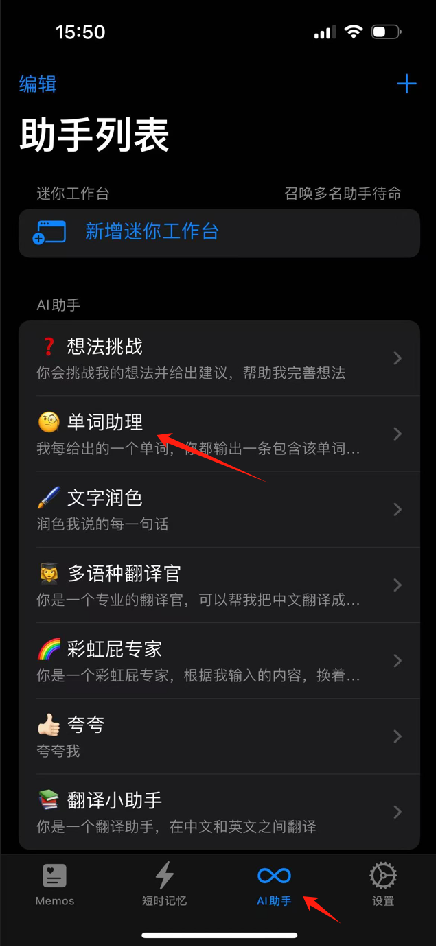 15:50
编辑
助手列表
迷你工作台 召唤多名助手待命
新增迷你工作台
AI助手
想法挑战
你会挑战我的想法并给出建议，帮助我完善想法
单词助理
我每给出的一个单词，你都输出一条包含该单词…
文字润色
润色我说的每一句话
多语种翻译官
你是一个专业的翻译官，可以帮我把中文翻译成…
彩虹屁专家
你是一个彩虹屁专家，根据我输入的内容，换着…
夸夸
夸夸我
翻译小助手
你是一个翻译助手，在中文和英文之间翻译
Memos 短时记忆 AI助手 设置